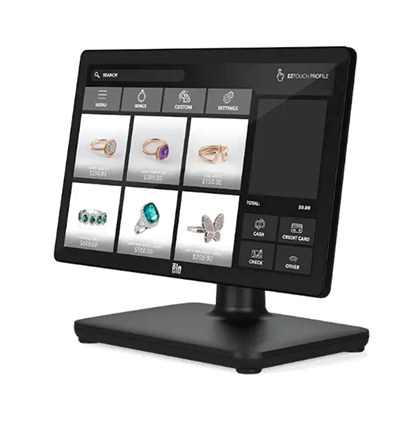 SEARCH
EZTOUCH PROFILE
MENU
RINGS
CUSTOM
SETTINGS
$250.00
$300.00
$150.00
TOTAL:
$0.00
$600.00
$550.00
$700.00
CASH
CREDIT CARD
CHECK
OTHER
elo